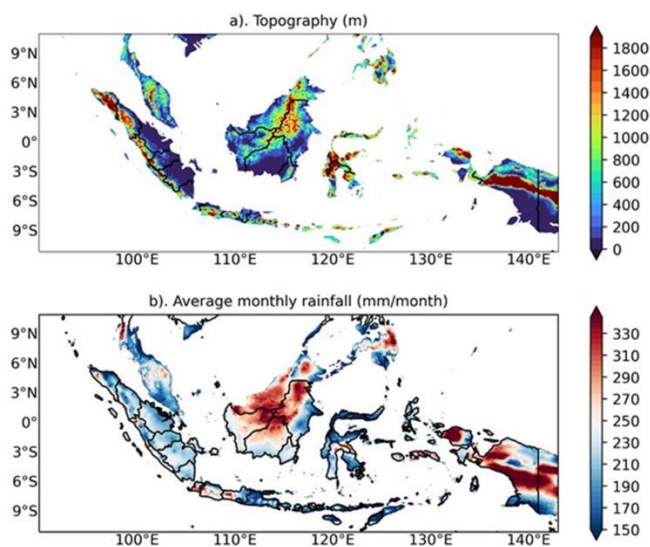 a). Topography (m)
9°N
6°N
3°N
0°
3°S
6°S
9°S
100°E 110°E 120°E 130°E 140°E
1800
1600
1400
1200
1000
800
600
400
200
0
b). Average monthly rainfall (mm/month)
9°N
6°N
3°N
0°
3°S
6°S
9°S
100°E 110°E 120°E 130°E 140°E
330
310
290
270
250
230
210
190
170
150